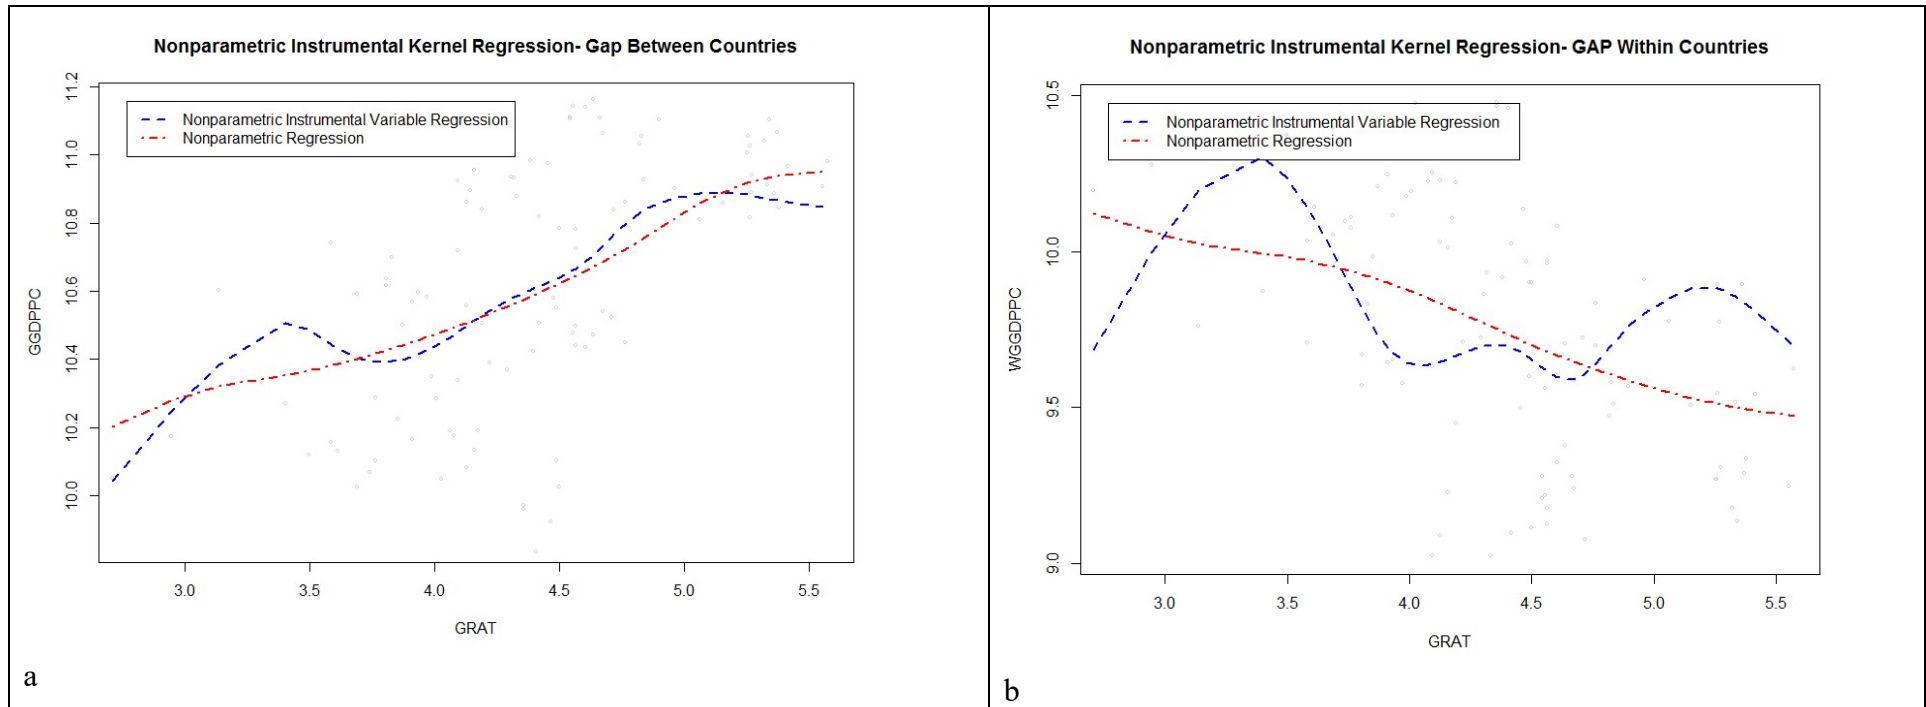 Nonparametric Instrumental Kernel Regression- Gap Between Countries
11.2
11.0
10.8
10.6
10.4
10.2
10.0
GGDPPC
Nonparametric Instrumental Variable Regression
Nonparametric Regression
3.0 3.5 4.0 4.5 5.0 5.5
GRAT
a
Nonparametric Instrumental Kernel Regression- GAP Within Countries
10.5
10.0
9.5
9.0
WGGDPPC
Nonparametric Instrumental Variable Regression
Nonparametric Regression
3.0 3.5 4.0 4.5 5.0 5.5
GRAT
b